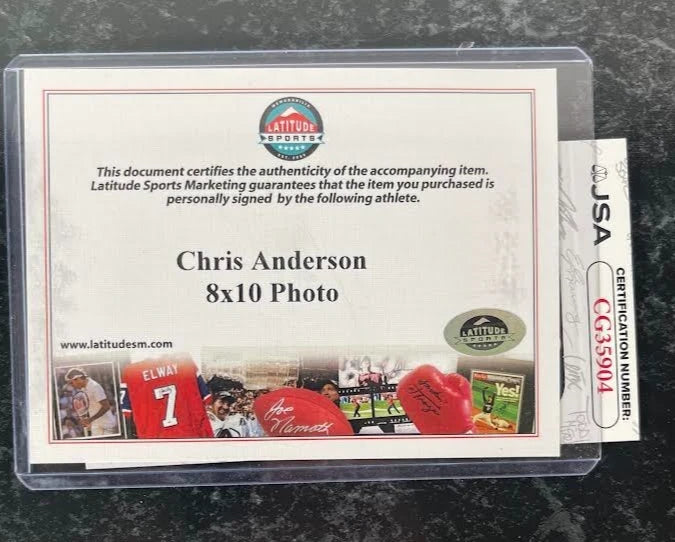 MEMORABILIA
LATITUDE
SPORTS
This document certifies the authenticity of the accompanying item.
Latitude Sports Marketing guarantees that the item you purchased is
personally signed by the following athlete.
Chris Anderson
8x10 Photo
www.latitudesm.com
LATITUDE
SPORTS
ELWAY
7
Joe
Namath
Yes!
JSA
CERTIFICATION NUMBER:
CG35904